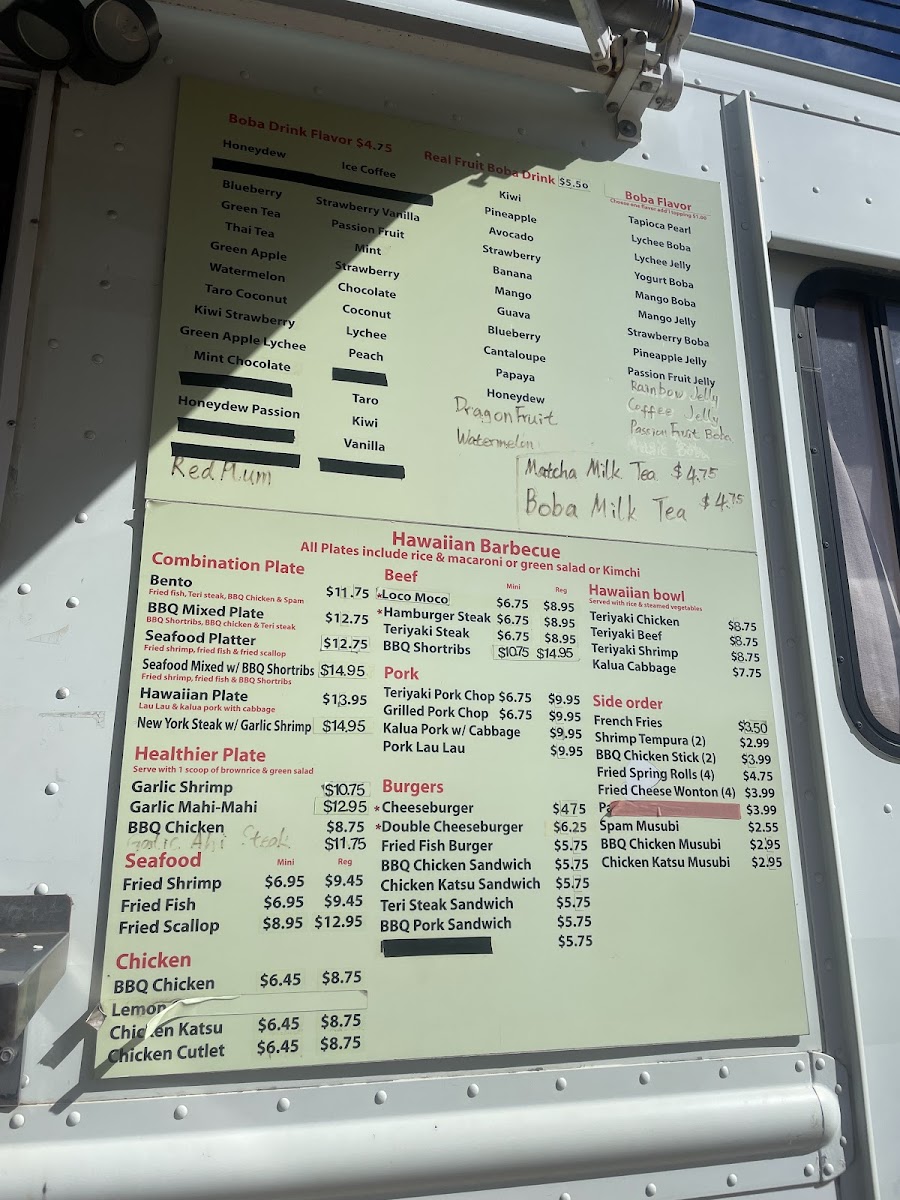 Boba Drink Flavor $4.75
Honeydew
Blueberry
Green Tea
Thai Tea
Green Apple
Watermelon
Taro Coconut
Kiwi Strawberry
Green Apple Lychee
Mint Chocolate
Honeydew Passion
Red Mum
Ice Coffee
Strawberry Vanilla
Passion Fruit
Mint
Strawberry
Chocolate
Coconut
Lychee
Peach
Taro
Kiwi
Vanilla
Real Fruit Boba Drink $5.50
Kiwi
Pineapple
Avocado
Strawberry
Banana
Mango
Guava
Blueberry
Cantaloupe
Papaya
Honeydew
Dragon Fruit
Watermelon
Boba Flavor
Choose one flavor add 1 topping $1.00
Tapioca Pearl
Lychee Boba
Lychee Jelly
Yogurt Boba
Mango Boba
Mango Jelly
Strawberry Boba
Pineapple Jelly
Passion Fruit Jelly
Rainbow Jelly
Coffee Jelly
Passion Fruit Boba
Matcha Milk Tea $4.75
Boba Milk Tea $4.75
Hawaiian Barbecue
All Plates include rice & macaroni or green salad or Kimchi
Combination Plate
Bento $11.75
Fried fish, Teri steak, BBQ Chicken & Spam
BBQ Mixed Plate $12.75
BBQ Shortribs, BBQ chicken & Teri steak
Seafood Platter $12.75
Fried shrimp, fried fish & fried scallop
Seafood Mixed w/ BBQ Shortribs $14.95
Fried shrimp, fried fish & BBQ Shortribs
Hawaiian Plate $13.95
Lau Lau & kalua pork with cabbage
New York Steak w/ Garlic Shrimp $14.95
Healthier Plate
Serve with 1 scoop of brownrice & green salad
Garlic Shrimp $10.75
Garlic Mahi-Mahi $12.95
BBQ Chicken $8.75
Garlic Ahi Steak $11.75
Seafood Mini Reg
Fried Shrimp $6.95 $9.45
Fried Fish $6.95 $9.45
Fried Scallop $8.95 $12.95
Chicken
BBQ Chicken $6.45 $8.75
Lemon
Chicken Katsu $6.45 $8.75
Chicken Cutlet $6.45 $8.75
Beef Mini Reg
*Loco Moco $6.75 $8.95
*Hamburger Steak $6.75 $8.95
Teriyaki Steak $6.75 $8.95
BBQ Shortribs $10.75 $14.95
Pork
Teriyaki Pork Chop $6.75 $9.95
Grilled Pork Chop $6.75 $9.95
Kalua Pork w/ Cabbage $9.95
Pork Lau Lau $9.95
Burgers
*Cheeseburger $4.75
*Double Cheeseburger $6.25
Fried Fish Burger $5.75
BBQ Chicken Sandwich $5.75
Chicken Katsu Sandwich $5.75
Teri Steak Sandwich $5.75
BBQ Pork Sandwich $5.75
$5.75
Hawaiian bowl
Served with rice & steamed vegetables
Teriyaki Chicken $8.75
Teriyaki Beef $8.75
Teriyaki Shrimp $8.75
Kalua Cabbage $7.75
Side order
French Fries $3.50
Shrimp Tempura (2) $2.99
BBQ Chicken Stick (2) $3.99
Fried Spring Rolls (4) $4.75
Fried Cheese Wonton (4) $3.99
$3.99
Spam Musubi $2.55
BBQ Chicken Musubi $2.95
Chicken Katsu Musubi $2.95